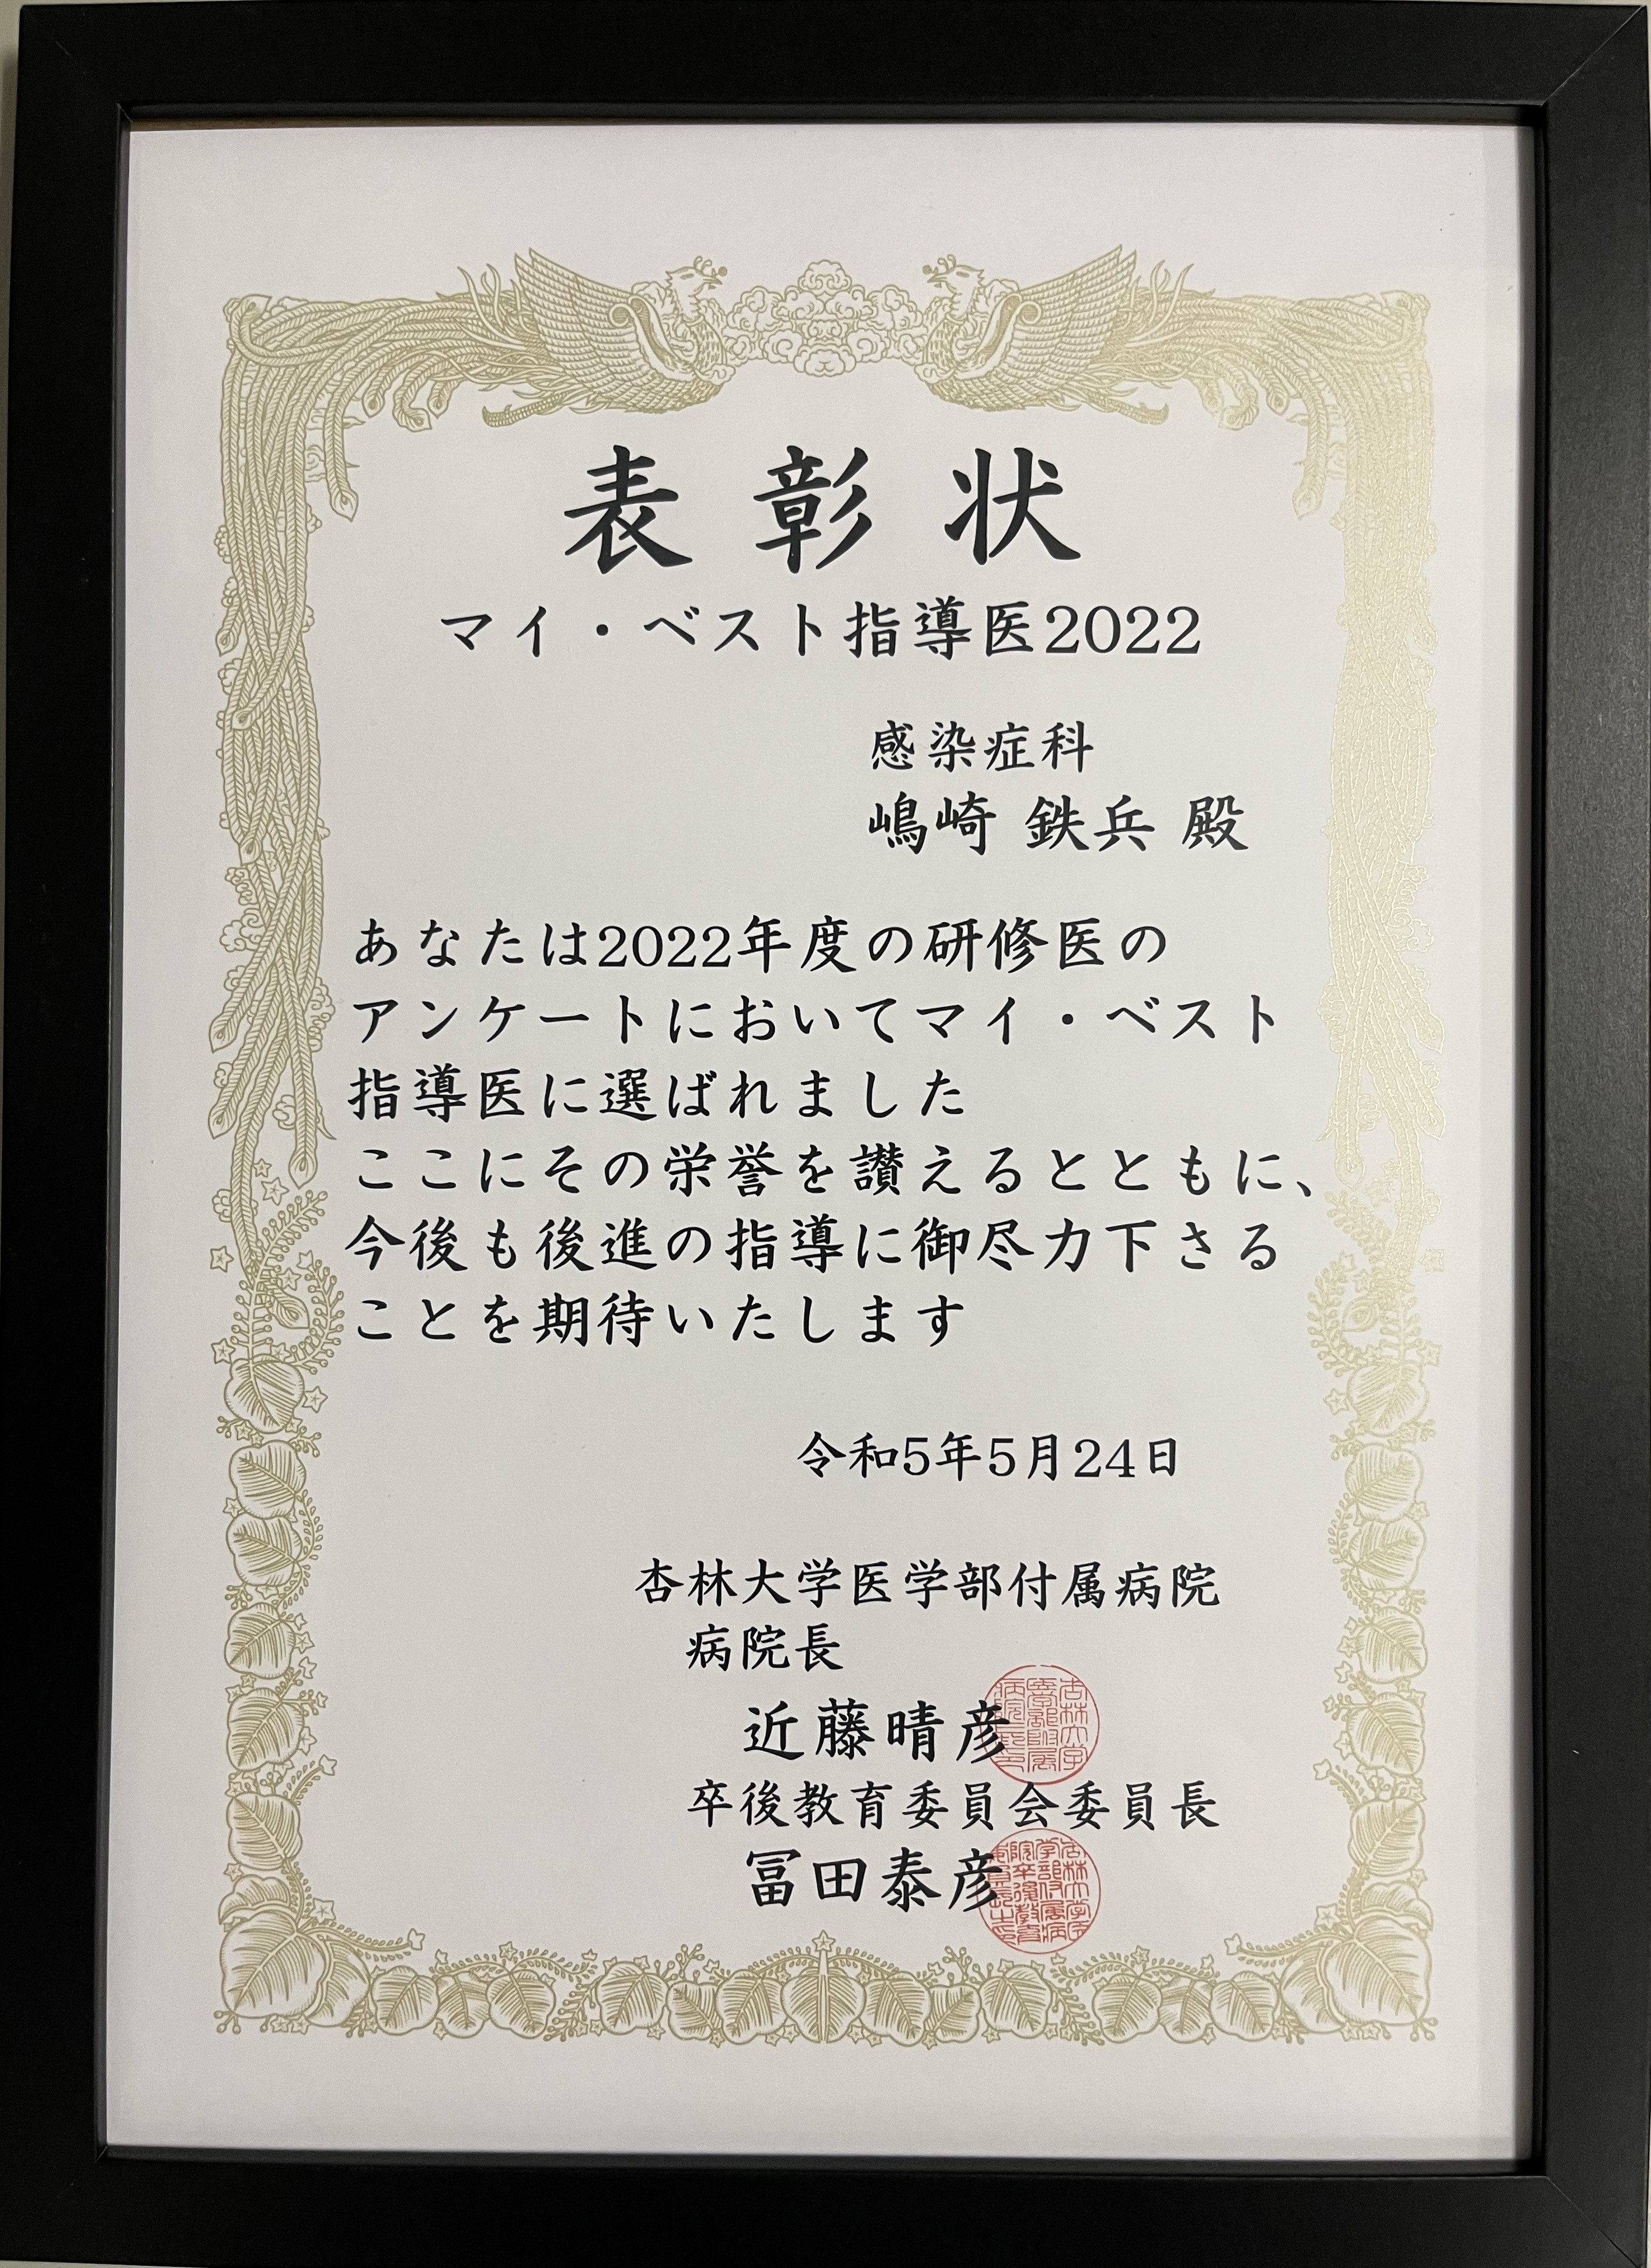 表彰状
マイ・ベスト指導医2022
感染症科
嶋崎 鉄兵 殿
あなたは2022年度の研修医の
アンケートにおいてマイ・ベスト
指導医に選ばれました
ここにその栄誉を讃えるとともに、
今後も後進の指導に御尽力下さる
ことを期待いたします
令和5年5月24日
杏林大学医学部付属病院
病院長
近藤晴彦
卒後教育委員会委員長
冨田泰彦